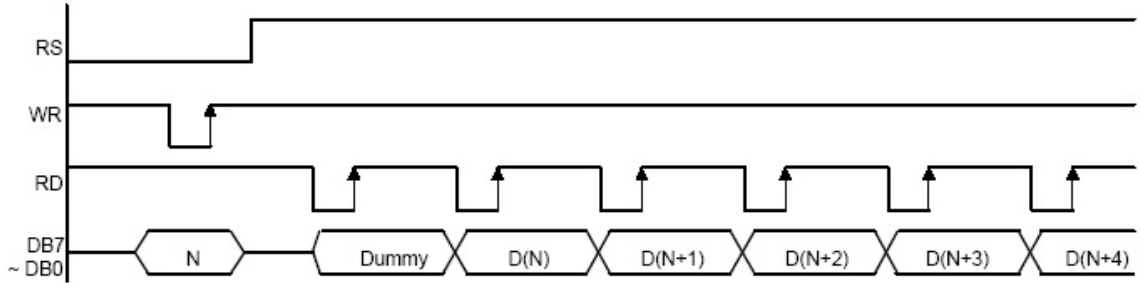 RS
WR
RD
DB7
~ DB0
N
Dummy
D(N)
D(N+1)
D(N+2)
D(N+3)
D(N+4)